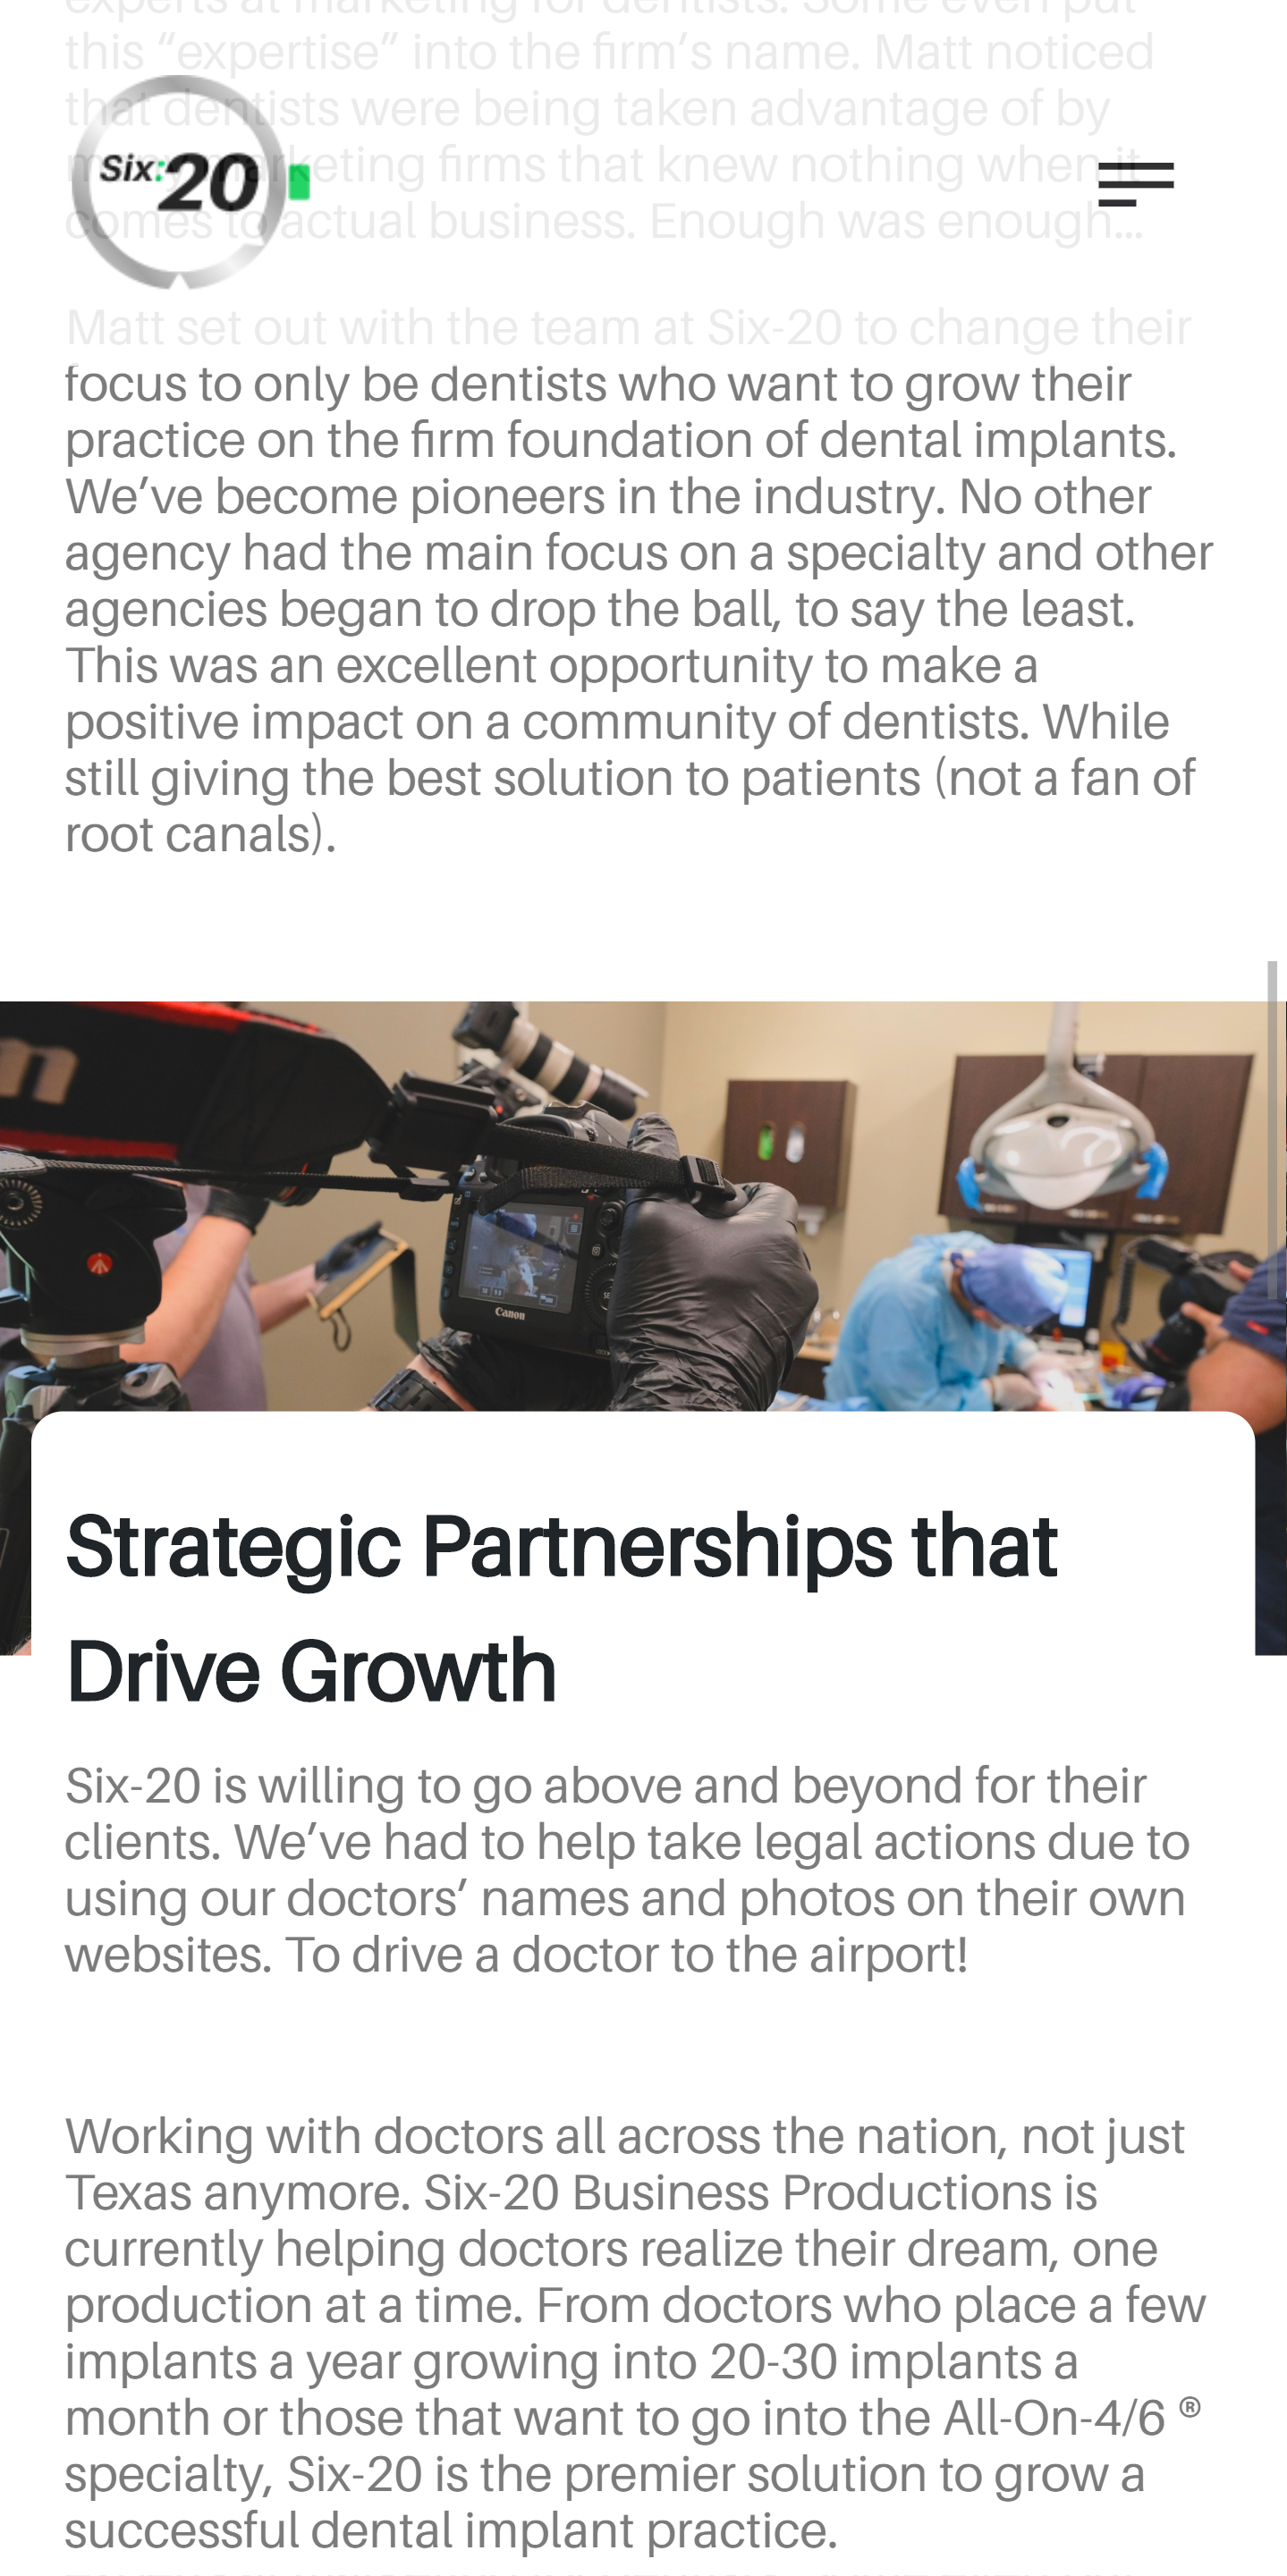 experts at marketing for dentists. Some even put
this “expertise” into the firm’s name. Matt noticed
that dentists were being taken advantage of by
many marketing firms that knew nothing when it
comes to actual business. Enough was enough…
Six:20
Matt set out with the team at Six-20 to change their
focus to only be dentists who want to grow their
practice on the firm foundation of dental implants.
We’ve become pioneers in the industry. No other
agency had the main focus on a specialty and other
agencies began to drop the ball, to say the least.
This was an excellent opportunity to make a
positive impact on a community of dentists. While
still giving the best solution to patients (not a fan of
root canals).
Canon
Strategic Partnerships that
Drive Growth
Six-20 is willing to go above and beyond for their
clients. We’ve had to help take legal actions due to
using our doctors’ names and photos on their own
websites. To drive a doctor to the airport!
Working with doctors all across the nation, not just
Texas anymore. Six-20 Business Productions is
currently helping doctors realize their dream, one
production at a time. From doctors who place a few
implants a year growing into 20-30 implants a
month or those that want to go into the All-On-4/6 ®
specialty, Six-20 is the premier solution to grow a
successful dental implant practice.